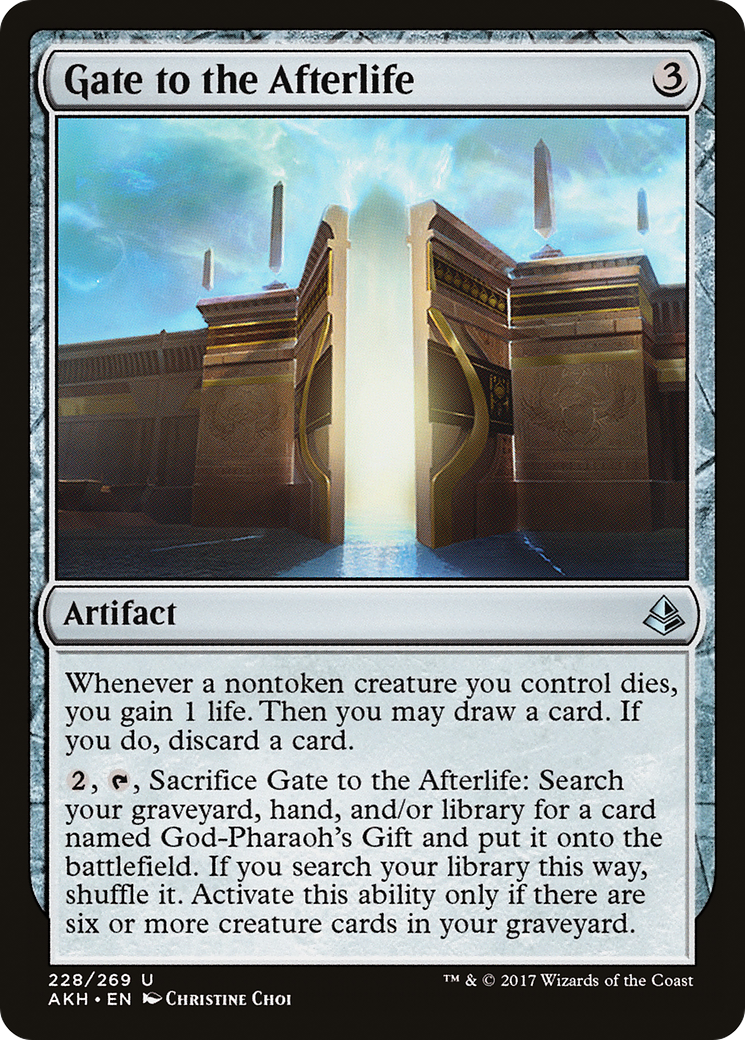 Gate to the Afterlife 3
Artifact
Whenever a nontoken creature you control dies,
you gain 1 life. Then you may draw a card. If
you do, discard a card.
2, , Sacrifice Gate to the Afterlife: Search
your graveyard, hand, and/or library for a card
named God-Pharaoh's Gift and put it onto the
battlefield. If you search your library this way,
shuffle it. Activate this ability only if there are
six or more creature cards in your graveyard.
228/269 U
™ & © 2017 Wizards of the Coast
AKH • EN Christine Choi